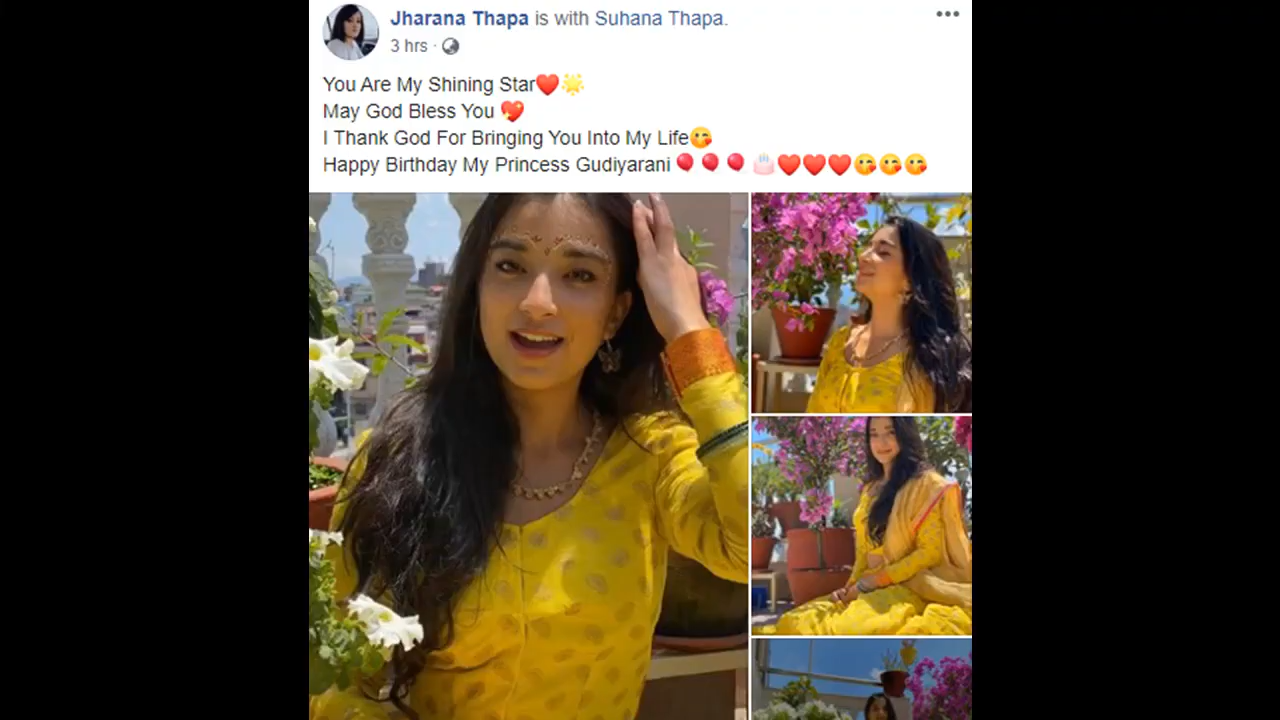 Jharana Thapa is with Suhana Thapa.
3 hrs ·
You Are My Shining Star❤️🌟
May God Bless You 💖
I Thank God For Bringing You Into My Life😘
Happy Birthday My Princess Gudiyarani 🎈🎈🎈🎂❤️❤️❤️😘😘😘